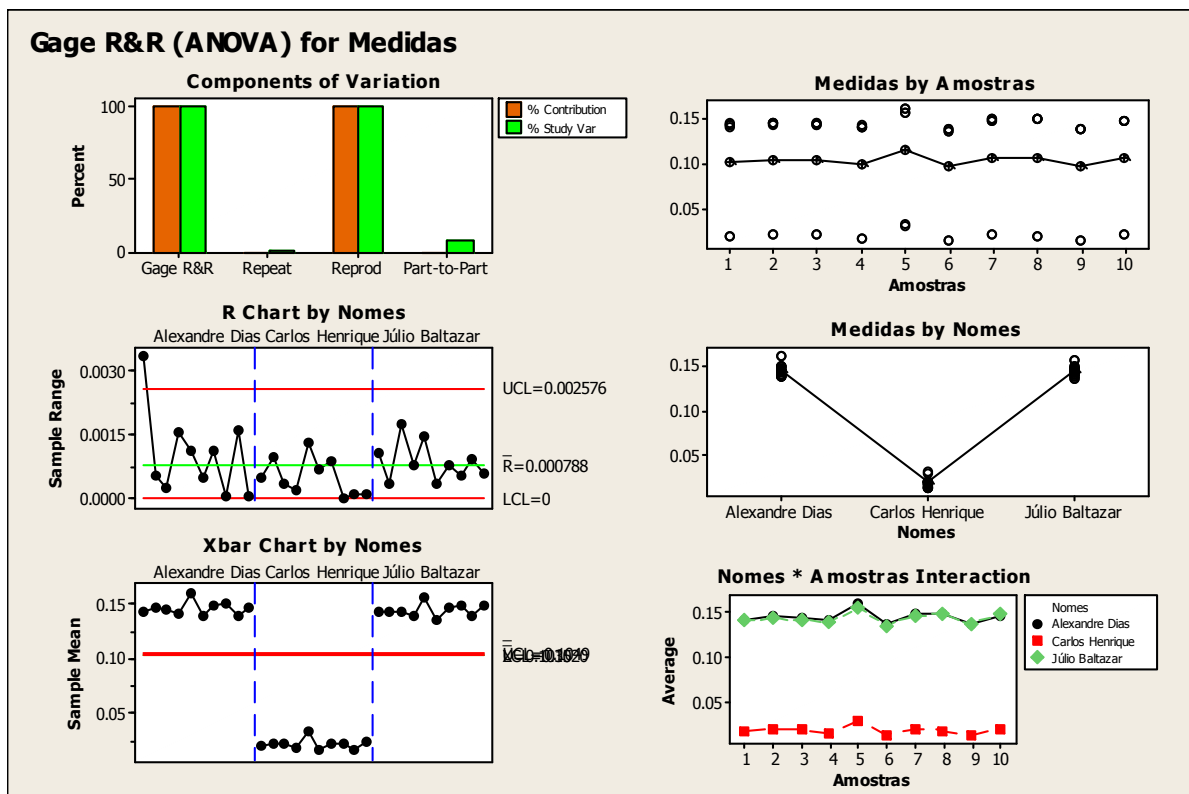 Gage R&R (ANOVA) for Medidas
Components of Variation
Percent
100
50
0
Gage R&R Repeat Reprod Part-to-Part
% Contribution
% Study Var
R Chart by Nomes
Alexandre Dias Carlos Henrique Júlio Baltazar
Sample Range
0.0030
0.0015
0.0000
UCL=0.002576
R=0.000788
LCL=0
Xbar Chart by Nomes
Alexandre Dias Carlos Henrique Júlio Baltazar
Sample Mean
0.15
0.10
0.05
Medidas by Amostras
0.15
0.10
0.05
1 2 3 4 5 6 7 8 9 10
Amostras
Medidas by Nomes
0.15
0.10
0.05
Alexandre Dias Carlos Henrique Júlio Baltazar
Nomes
Nomes * Amostras Interaction
Average
0.15
0.10
0.05
1 2 3 4 5 6 7 8 9 10
Amostras
Nomes
Alexandre Dias
Carlos Henrique
Júlio Baltazar